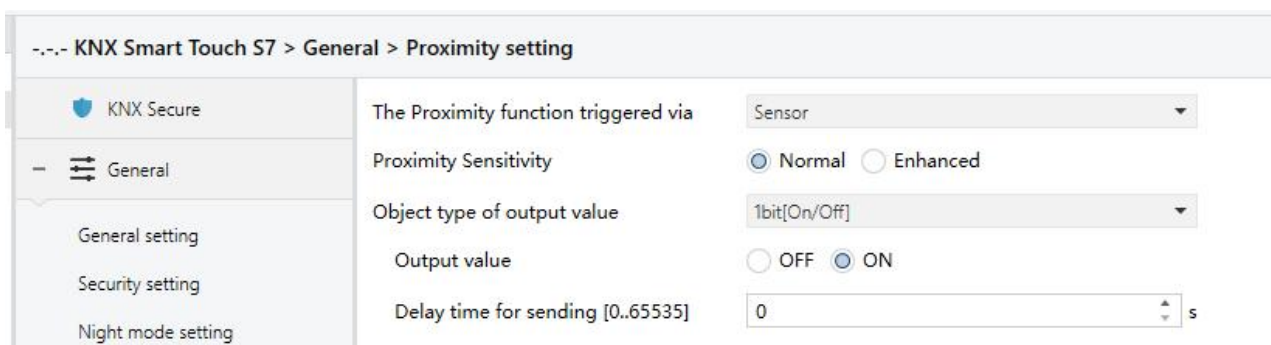 -.-.- KNX Smart Touch S7 > General > Proximity setting
KNX Secure
General
General setting
Security setting
Night mode setting
The Proximity function triggered via Sensor
Proximity Sensitivity Normal Enhanced
Object type of output value 1bit[On/Off]
Output value OFF ON
Delay time for sending [0..65535] 0 s